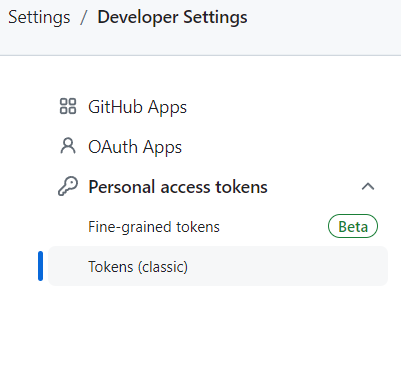 Settings / Developer Settings
GitHub Apps
OAuth Apps
Personal access tokens
Fine-grained tokens Beta
Tokens (classic)